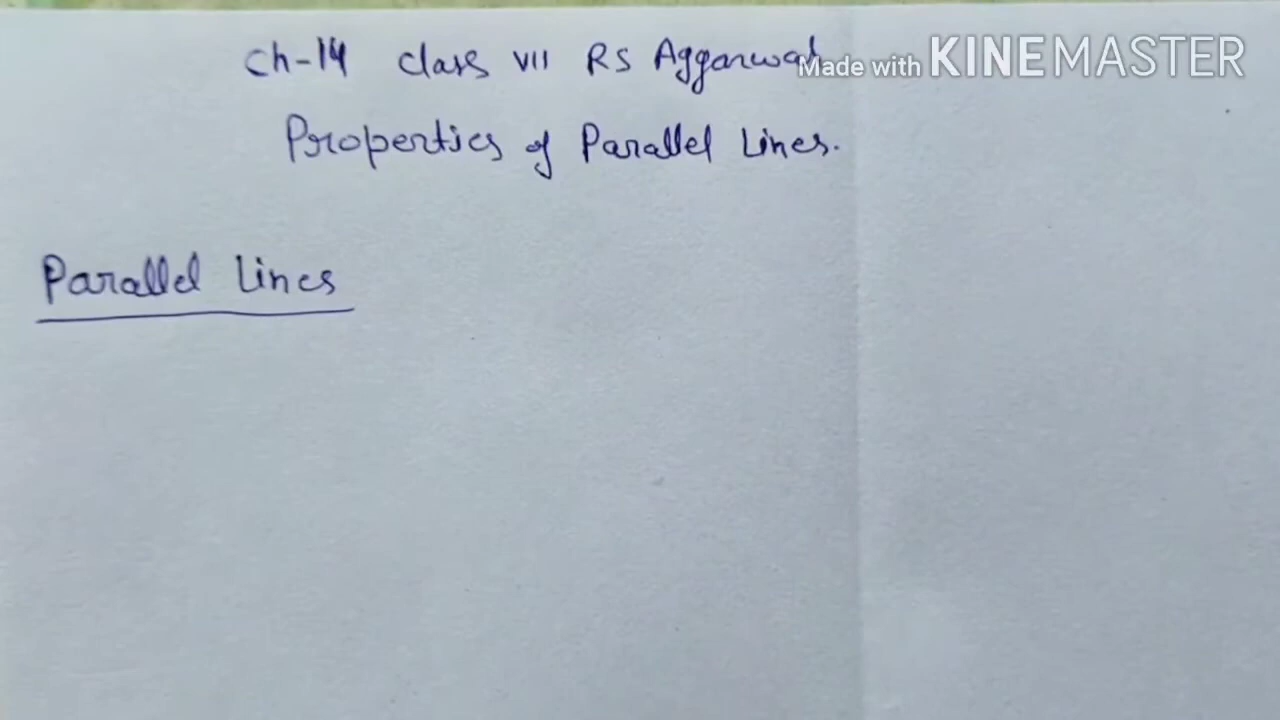 Ch-14 Class VII RS Aggarwal
Made with KINEMASTER
Properties of Parallel Lines.
Parallel Lines